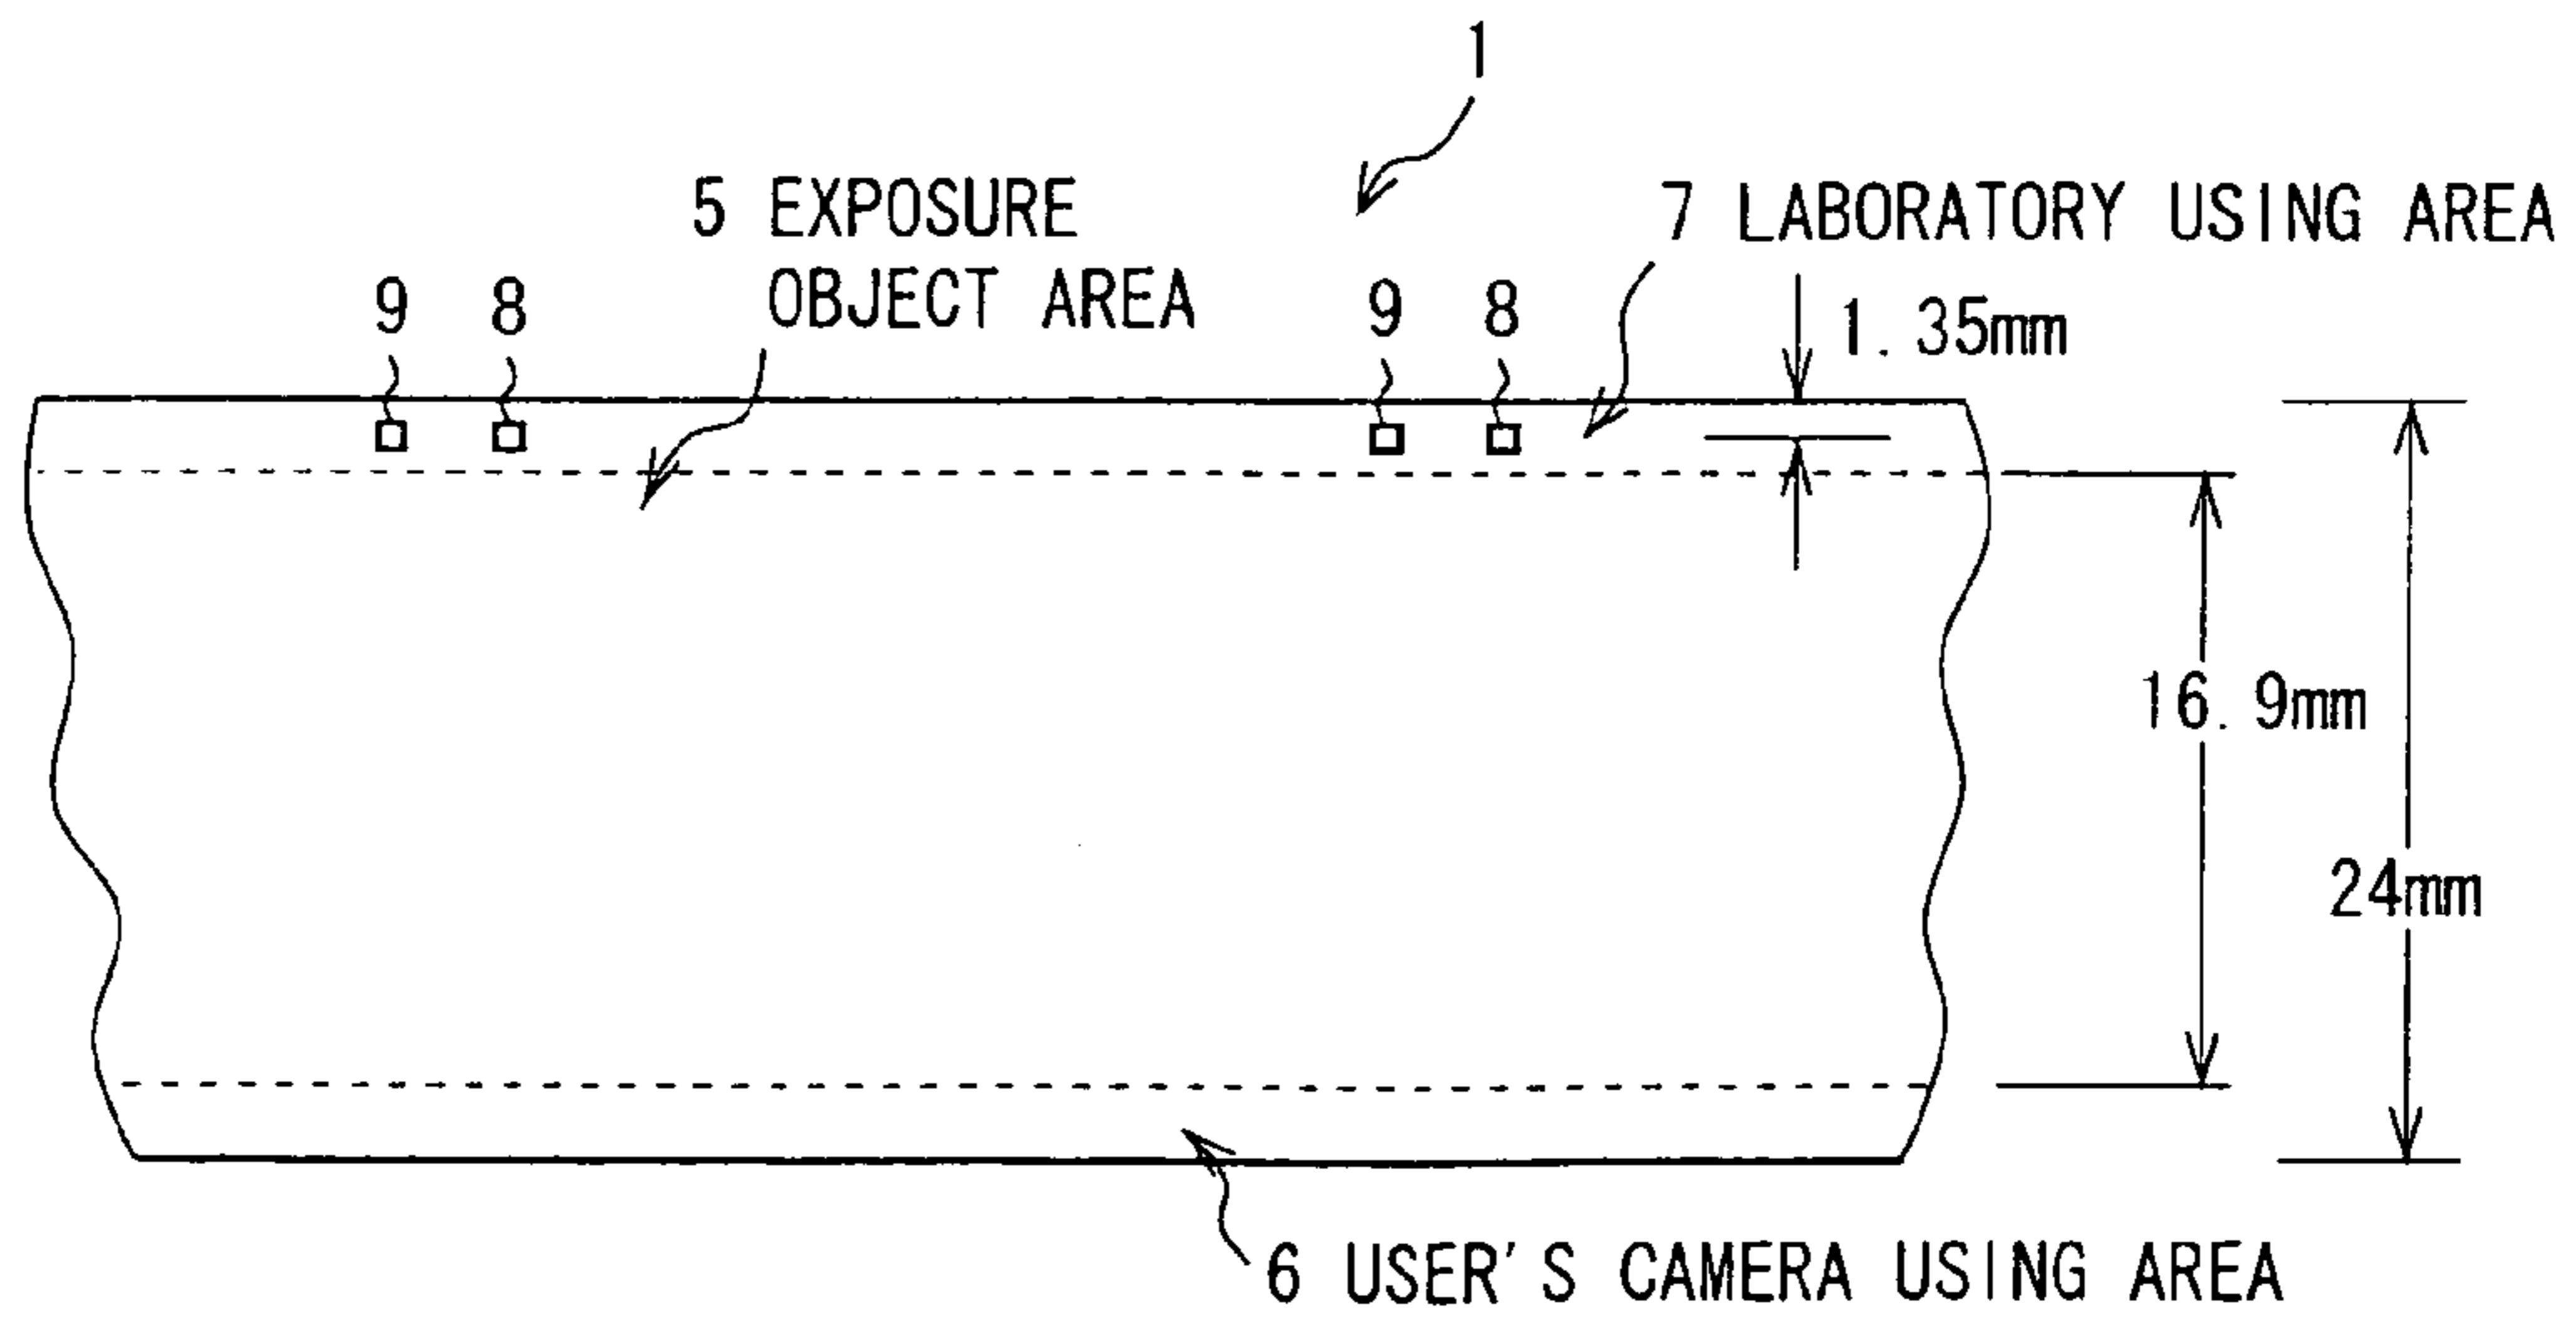 1
5 EXPOSURE
OBJECT AREA
7 LABORATORY USING AREA
9 8
9 8
1.35mm
16.9mm
24mm
6 USER'S CAMERA USING AREA